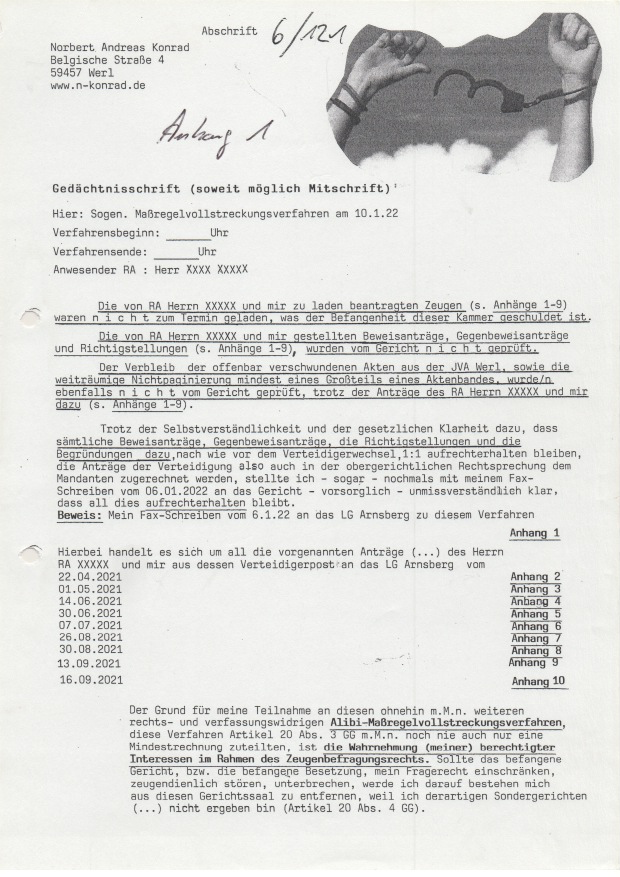 Abschrift 6/121
Norbert Andreas Konrad
Belgische Straße 4
59457 Werl
www.n-konrad.de
Anhang 1
Gedächtnisschrift (soweit möglich Mitschrift):
Hier: Sogen. Maßregelvollstreckungsverfahren am 10.1.22
Verfahrensbeginn: ______Uhr
Verfahrensende: ______Uhr
Anwesender RA : Herr XXXX XXXXX
Die von RA Herrn XXXXX und mir zu laden beantragten Zeugen (s. Anhänge 1-9)
waren n i c h t zum Termin geladen, was der Befangenheit dieser Kammer geschuldet ist.
Die von RA Herrn XXXXX und mir gestellten Beweisanträge, Gegenbeweisanträge
und Richtigstellungen (s. Anhänge 1-9), wurden vom Gericht n i c h t geprüft.
Der Verbleib der offenbar verschwundenen Akten aus der JVA Werl, sowie die
weiträumige Nichtpaginierung mindest eines Großteils eines Aktenbandes, wurde/n
ebenfalls n i c h t vom Gericht geprüft, trotz der Anträge des RA Herrn XXXXX und mir
dazu (s. Anhänge 1-9).
Trotz der Selbstverständlichkeit und der gesetzlichen Klarheit dazu, dass
sämtliche Beweisanträge, Gegenbeweisanträge, die Richtigstellungen und die
Begründungen dazu,nach wie vor dem Verteidigerwechsel,1:1 aufrechterhalten bleiben,
die Anträge der Verteidigung also auch in der obergerichtlichen Rechtsprechung dem
Mandanten zugerechnet werden, stellte ich - sogar - nochmals mit meinem Fax-
Schreiben vom 06.01.2022 an das Gericht - vorsorglich - unmissverständlich klar,
dass all dies aufrechterhalten bleibt.
Beweis: Mein Fax-Schreiben vom 6.1.22 an das LG Arnsberg zu diesem Verfahren
Anhang 1
Hierbei handelt es sich um all die vorgenannten Anträge (...) des Herrn
RA XXXXX und mir aus dessen Verteidigerpost an das LG Arnsberg vom
22.04.2021 Anhang 2
01.05.2021 Anhang 3
14.06.2021 Anhang 4
30.06.2021 Anhang 5
07.07.2021 Anhang 6
26.08.2021 Anhang 7
30.08.2021 Anhang 8
13.09.2021 Anhang 9
16.09.2021 Anhang 10
Der Grund für meine Teilnahme an diesen ohnehin m.M.n. weiteren
rechts- und verfassungswidrigen Alibi-Maßregelvollstreckungsverfahren,
diese Verfahren Artikel 20 Abs. 3 GG m.M.n. noch nie auch nur eine
Mindestrechnung zuteilten, ist die Wahrnehmung (meiner) berechtigter
Interessen im Rahmen des Zeugenbefragungsrechts. Sollte das befangene
Gericht, bzw. die befangene Besetzung, mein Fragerecht einschränken,
zeugendienlich stören, unterbrechen, werde ich darauf bestehen mich
aus diesen Gerichtssaal zu entfernen, weil ich derartigen Sondergerichten
(...) nicht ergeben bin (Artikel 20 Abs. 4 GG).